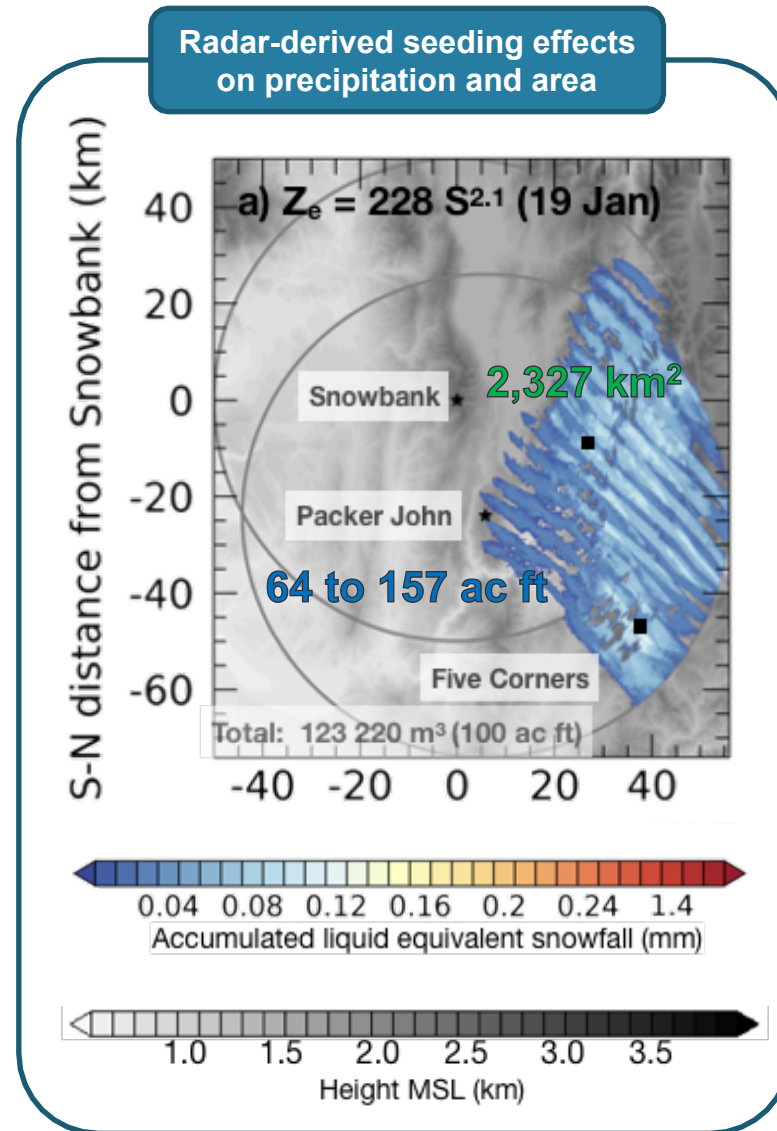 Radar-derived seeding effects
on precipitation and area
S-N distance from Snowbank (km)
a) Zₑ = 228 S²·¹ (19 Jan)
40
20
0
-20
-40
-60
2,327 km²
Snowbank
Packer John
64 to 157 ac ft
Five Corners
Total: 123 220 m³ (100 ac ft)
-40 -20 0 20 40
0.04 0.08 0.12 0.16 0.2 0.24 1.4
Accumulated liquid equivalent snowfall (mm)
1.0 1.5 2.0 2.5 3.0 3.5
Height MSL (km)